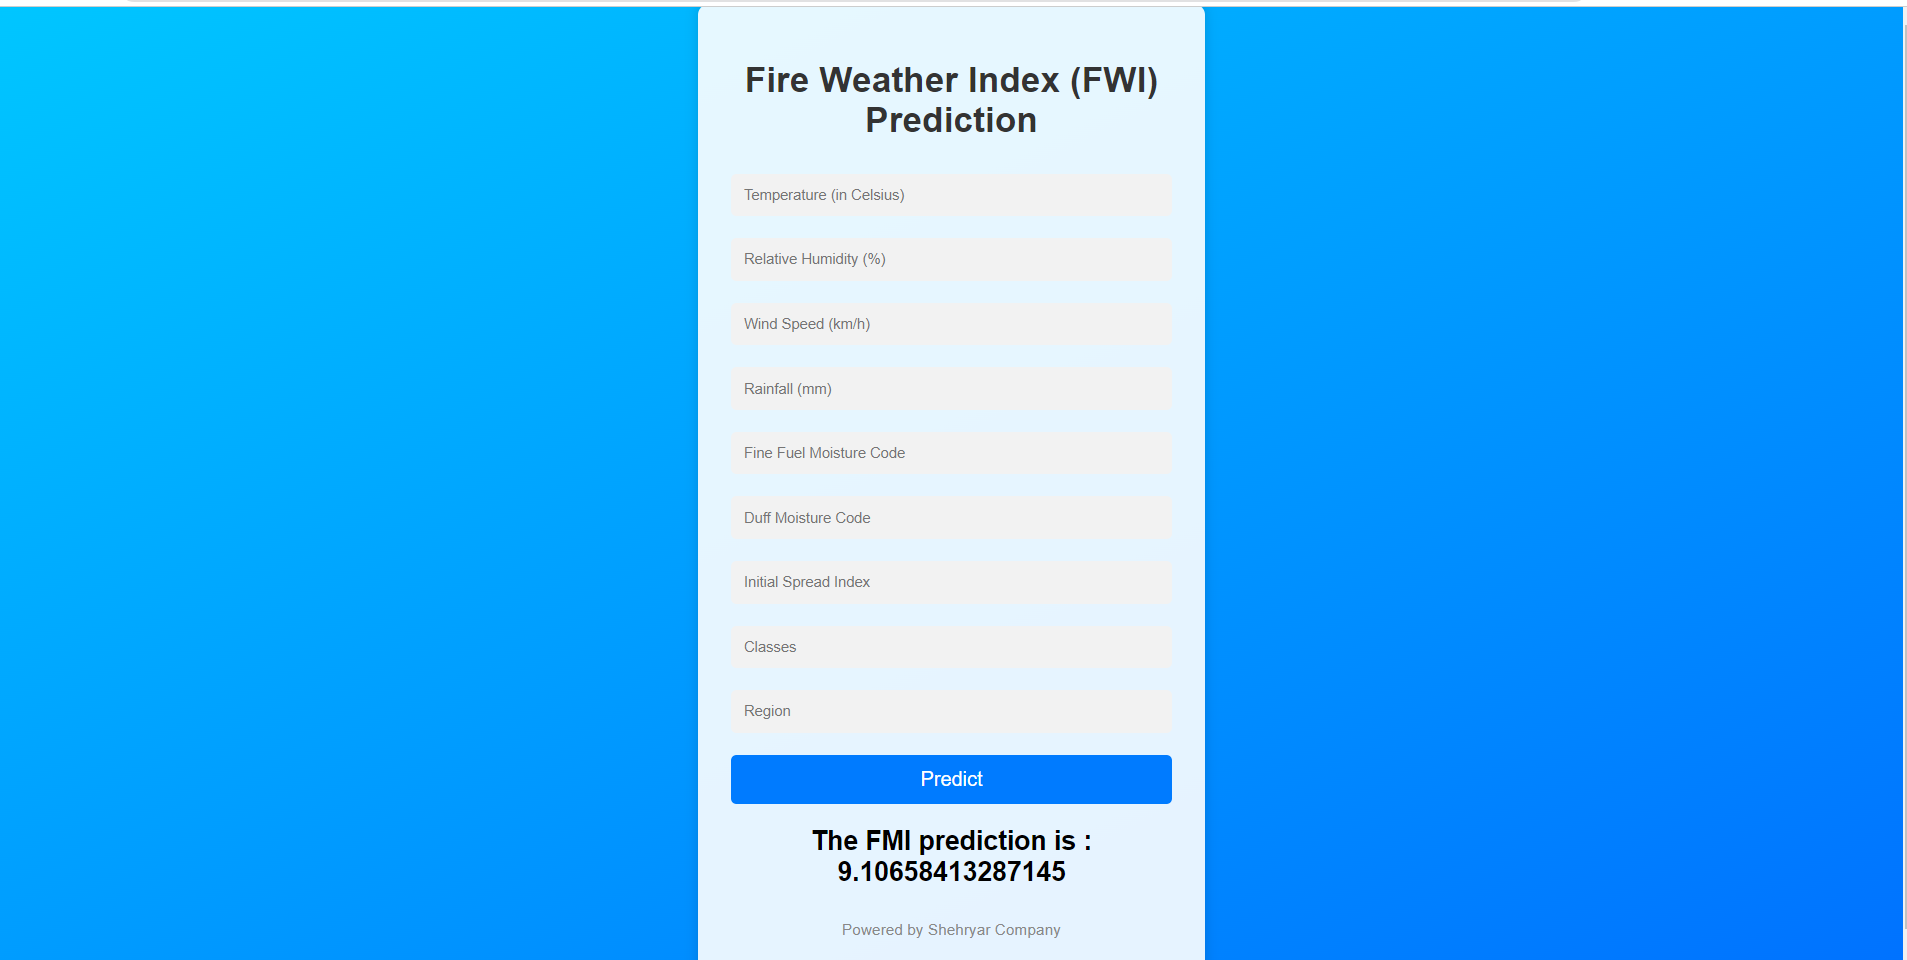 Fire Weather Index (FWI)
Prediction
Temperature (in Celsius)
Relative Humidity (%)
Wind Speed (km/h)
Rainfall (mm)
Fine Fuel Moisture Code
Duff Moisture Code
Initial Spread Index
Classes
Region
Predict
The FMI prediction is :
9.10658413287145
Powered by Shehryar Company